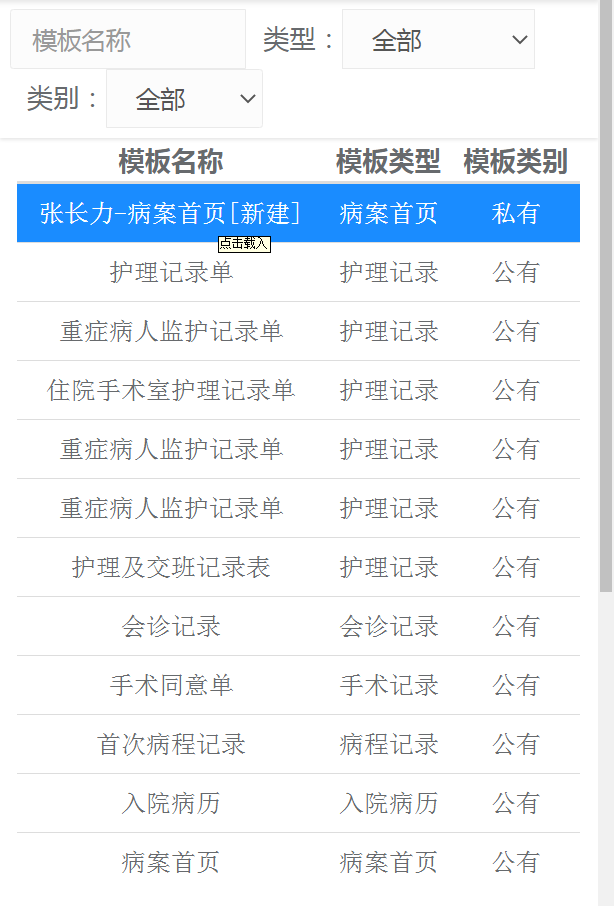 模板名称 类型： 全部
类别： 全部
模板名称 模板类型 模板类别
张长力-病案首页[新建] 病案首页 私有
点击载入
护理记录单 护理记录 公有
重症病人监护记录单 护理记录 公有
住院手术室护理记录单 护理记录 公有
重症病人监护记录单 护理记录 公有
重症病人监护记录单 护理记录 公有
护理及交班记录表 护理记录 公有
会诊记录 会诊记录 公有
手术同意单 手术记录 公有
首次病程记录 病程记录 公有
入院病历 入院病历 公有
病案首页 病案首页 公有